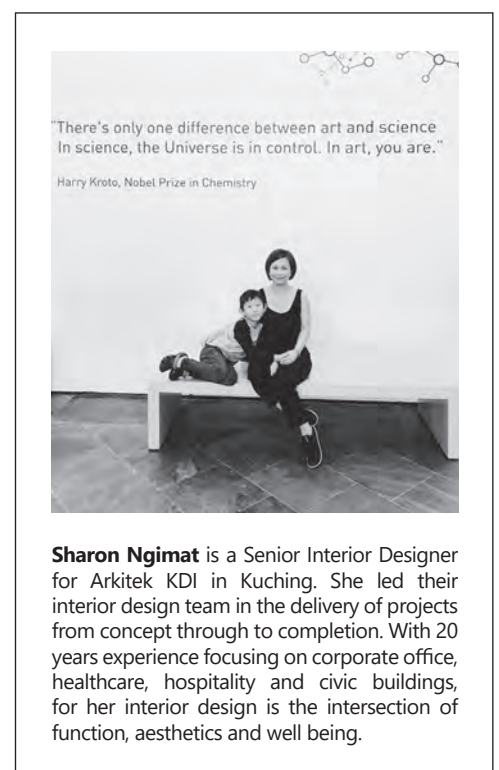 "There's only one difference between art and science
In science, the Universe is in control. In art, you are."
Harry Kroto, Nobel Prize in Chemistry
Sharon Ngimat is a Senior Interior Designer
for Arkitek KDI in Kuching. She led their
interior design team in the delivery of projects
from concept through to completion. With 20
years experience focusing on corporate office,
healthcare, hospitality and civic buildings,
for her interior design is the intersection of
function, aesthetics and well being.